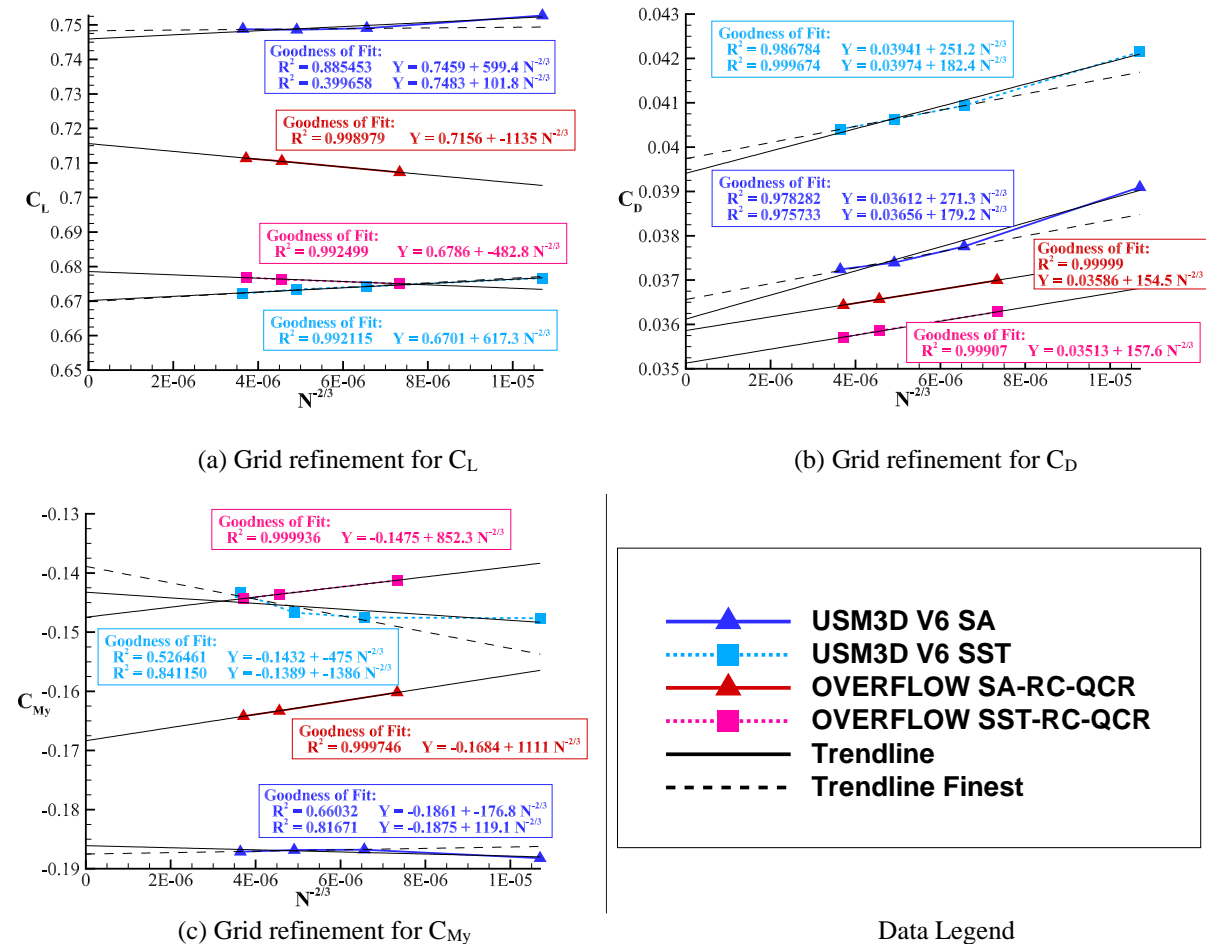 0.75
0.74
0.73
0.72
0.71
C_L
0.7
0.69
0.68
0.67
0.66
0.65
Goodness of Fit:
R² = 0.885453 Y = 0.7459 + 599.4 N^-2/3
R² = 0.399658 Y = 0.7483 + 101.8 N^-2/3
Goodness of Fit:
R² = 0.998979 Y = 0.7156 + -1135 N^-2/3
Goodness of Fit:
R² = 0.992499 Y = 0.6786 + -482.8 N^-2/3
Goodness of Fit:
R² = 0.992115 Y = 0.6701 + 617.3 N^-2/3
0 2E-06 4E-06 6E-06 8E-06 1E-05
N^-2/3
(a) Grid refinement for C_L
0.043
0.042
0.041
0.04
C_D
0.039
0.038
0.037
0.036
0.035
Goodness of Fit:
R² = 0.986784 Y = 0.03941 + 251.2 N^-2/3
R² = 0.999674 Y = 0.03974 + 182.4 N^-2/3
Goodness of Fit:
R² = 0.978282 Y = 0.03612 + 271.3 N^-2/3
R² = 0.975733 Y = 0.03656 + 179.2 N^-2/3
Goodness of Fit:
R² = 0.99999
Y = 0.03586 + 154.5 N^-2/3
Goodness of Fit:
R² = 0.99907 Y = 0.03513 + 157.6 N^-2/3
0 2E-06 4E-06 6E-06 8E-06 1E-05
N^-2/3
(b) Grid refinement for C_D
-0.13
-0.14
-0.15
-0.16
C_My
-0.17
-0.18
-0.19
Goodness of Fit:
R² = 0.999936 Y = -0.1475 + 852.3 N^-2/3
Goodness of Fit:
R² = 0.526461 Y = -0.1432 + -475 N^-2/3
R² = 0.841150 Y = -0.1389 + -1386 N^-2/3
Goodness of Fit:
R² = 0.999746 Y = -0.1684 + 1111 N^-2/3
Goodness of Fit:
R² = 0.66032 Y = -0.1861 + -176.8 N^-2/3
R² = 0.81671 Y = -0.1875 + 119.1 N^-2/3
0 2E-06 4E-06 6E-06 8E-06 1E-05
N^-2/3
(c) Grid refinement for C_My
USM3D V6 SA
USM3D V6 SST
OVERFLOW SA-RC-QCR
OVERFLOW SST-RC-QCR
Trendline
Trendline Finest
Data Legend